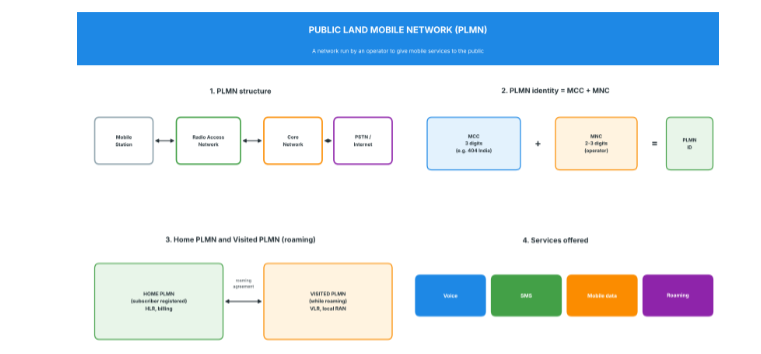 PUBLIC LAND MOBILE NETWORK (PLMN)
A network run by an operator to give mobile services to the public
1. PLMN structure
Mobile
Station
Radio Access
Network
Core
Network
PSTN /
Internet
2. PLMN identity = MCC + MNC
MCC
3 digits
(e.g. 404 India)
+
MNC
2-3 digits
(operator)
=
PLMN
ID
3. Home PLMN and Visited PLMN (roaming)
HOME PLMN
(subscriber registered)
HLR, billing
roaming
agreement
VISITED PLMN
(while roaming)
VLR, local RAN
4. Services offered
Voice
SMS
Mobile data
Roaming